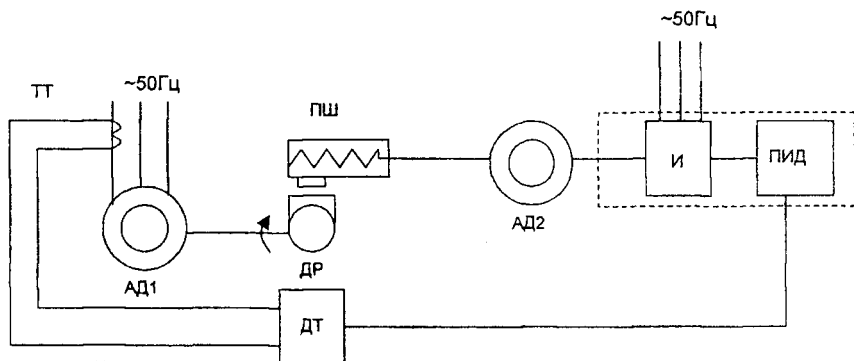 ~50Гц
ТТ
~50Гц
ПШ
И
ПИД
АД2
ДР
АД1
ДТ